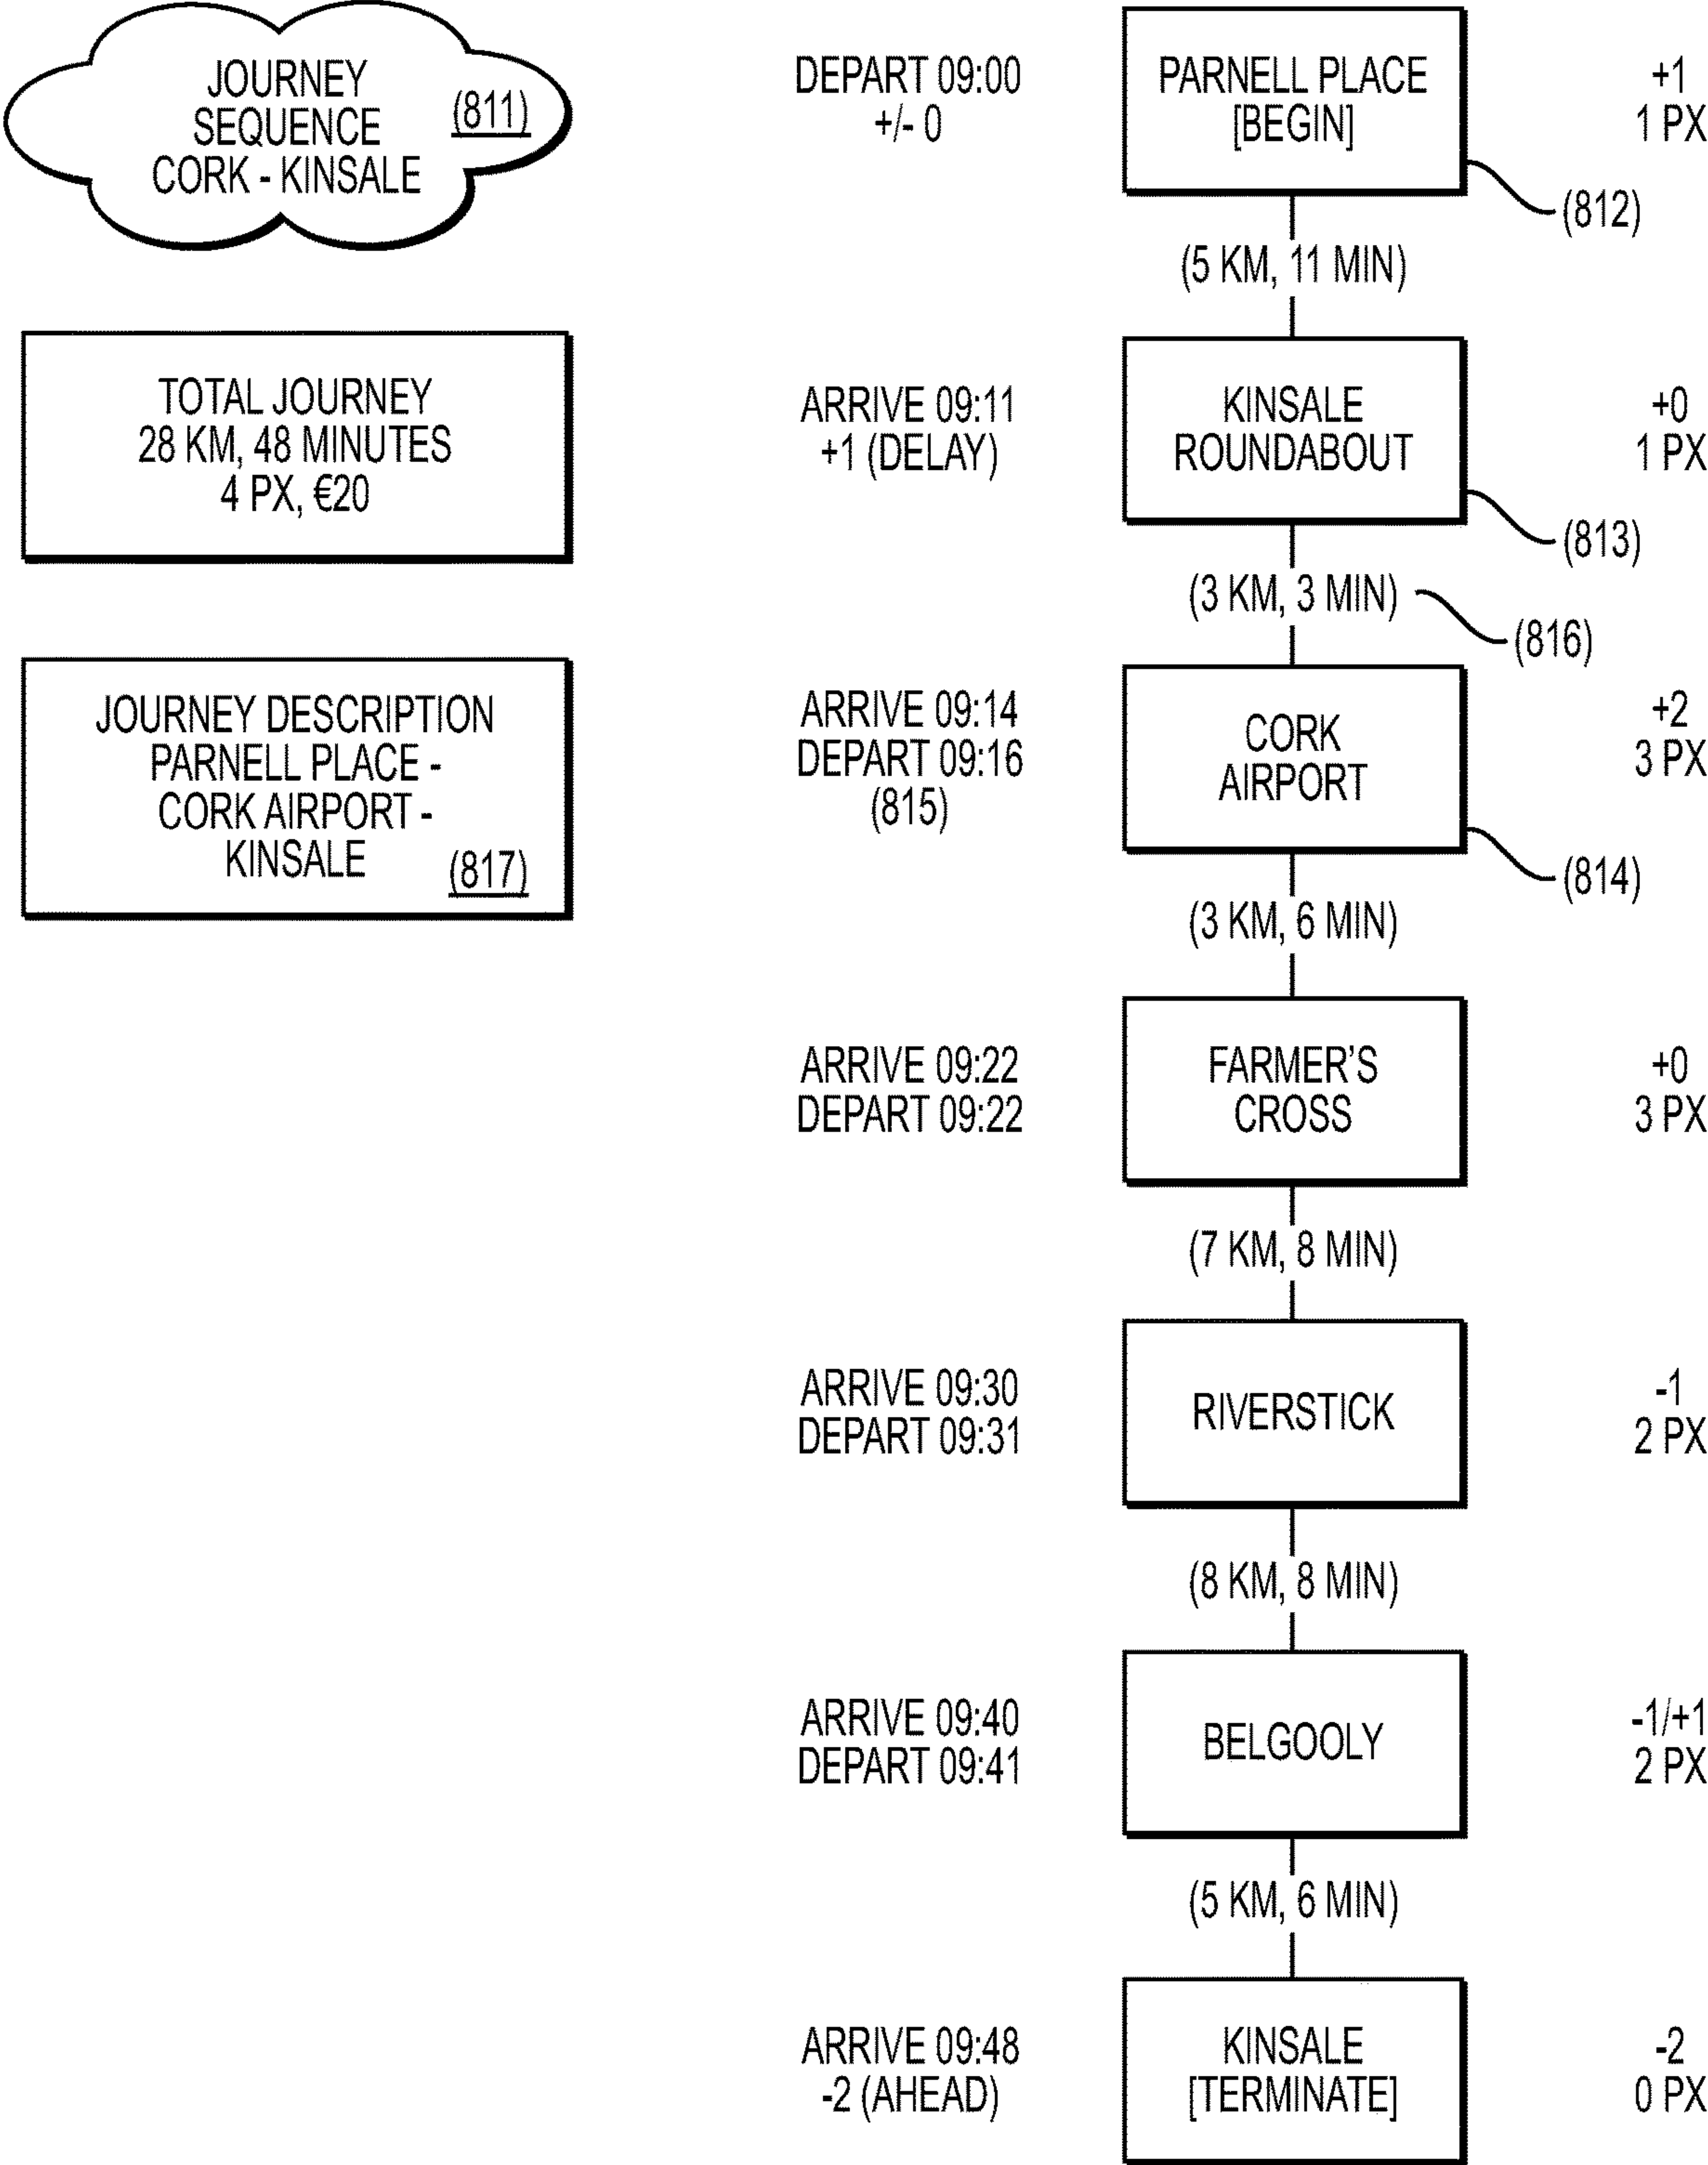 JOURNEY
SEQUENCE
CORK - KINSALE
(811)
TOTAL JOURNEY
28 KM, 48 MINUTES
4 PX, €20
JOURNEY DESCRIPTION
PARNELL PLACE -
CORK AIRPORT -
KINSALE
(817)
DEPART 09:00
+/- 0
PARNELL PLACE
[BEGIN]
+1
1 PX
(812)
(5 KM, 11 MIN)
ARRIVE 09:11
+1 (DELAY)
KINSALE
ROUNDABOUT
+0
1 PX
(813)
(3 KM, 3 MIN)
(816)
ARRIVE 09:14
DEPART 09:16
(815)
CORK
AIRPORT
+2
3 PX
(814)
(3 KM, 6 MIN)
ARRIVE 09:22
DEPART 09:22
FARMER'S
CROSS
+0
3 PX
(7 KM, 8 MIN)
ARRIVE 09:30
DEPART 09:31
RIVERSTICK
-1
2 PX
(8 KM, 8 MIN)
ARRIVE 09:40
DEPART 09:41
BELGOOLY
-1/+1
2 PX
(5 KM, 6 MIN)
ARRIVE 09:48
-2 (AHEAD)
KINSALE
[TERMINATE]
-2
0 PX